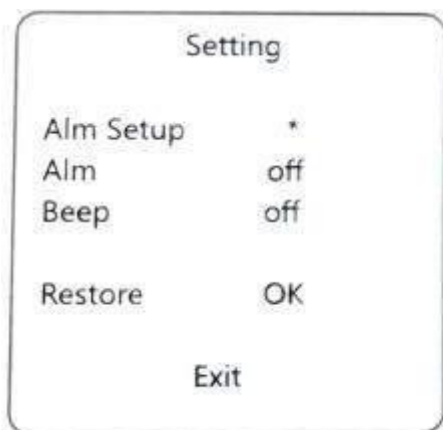 Setting
Alm Setup *
Alm off
Beep off
Restore OK
Exit